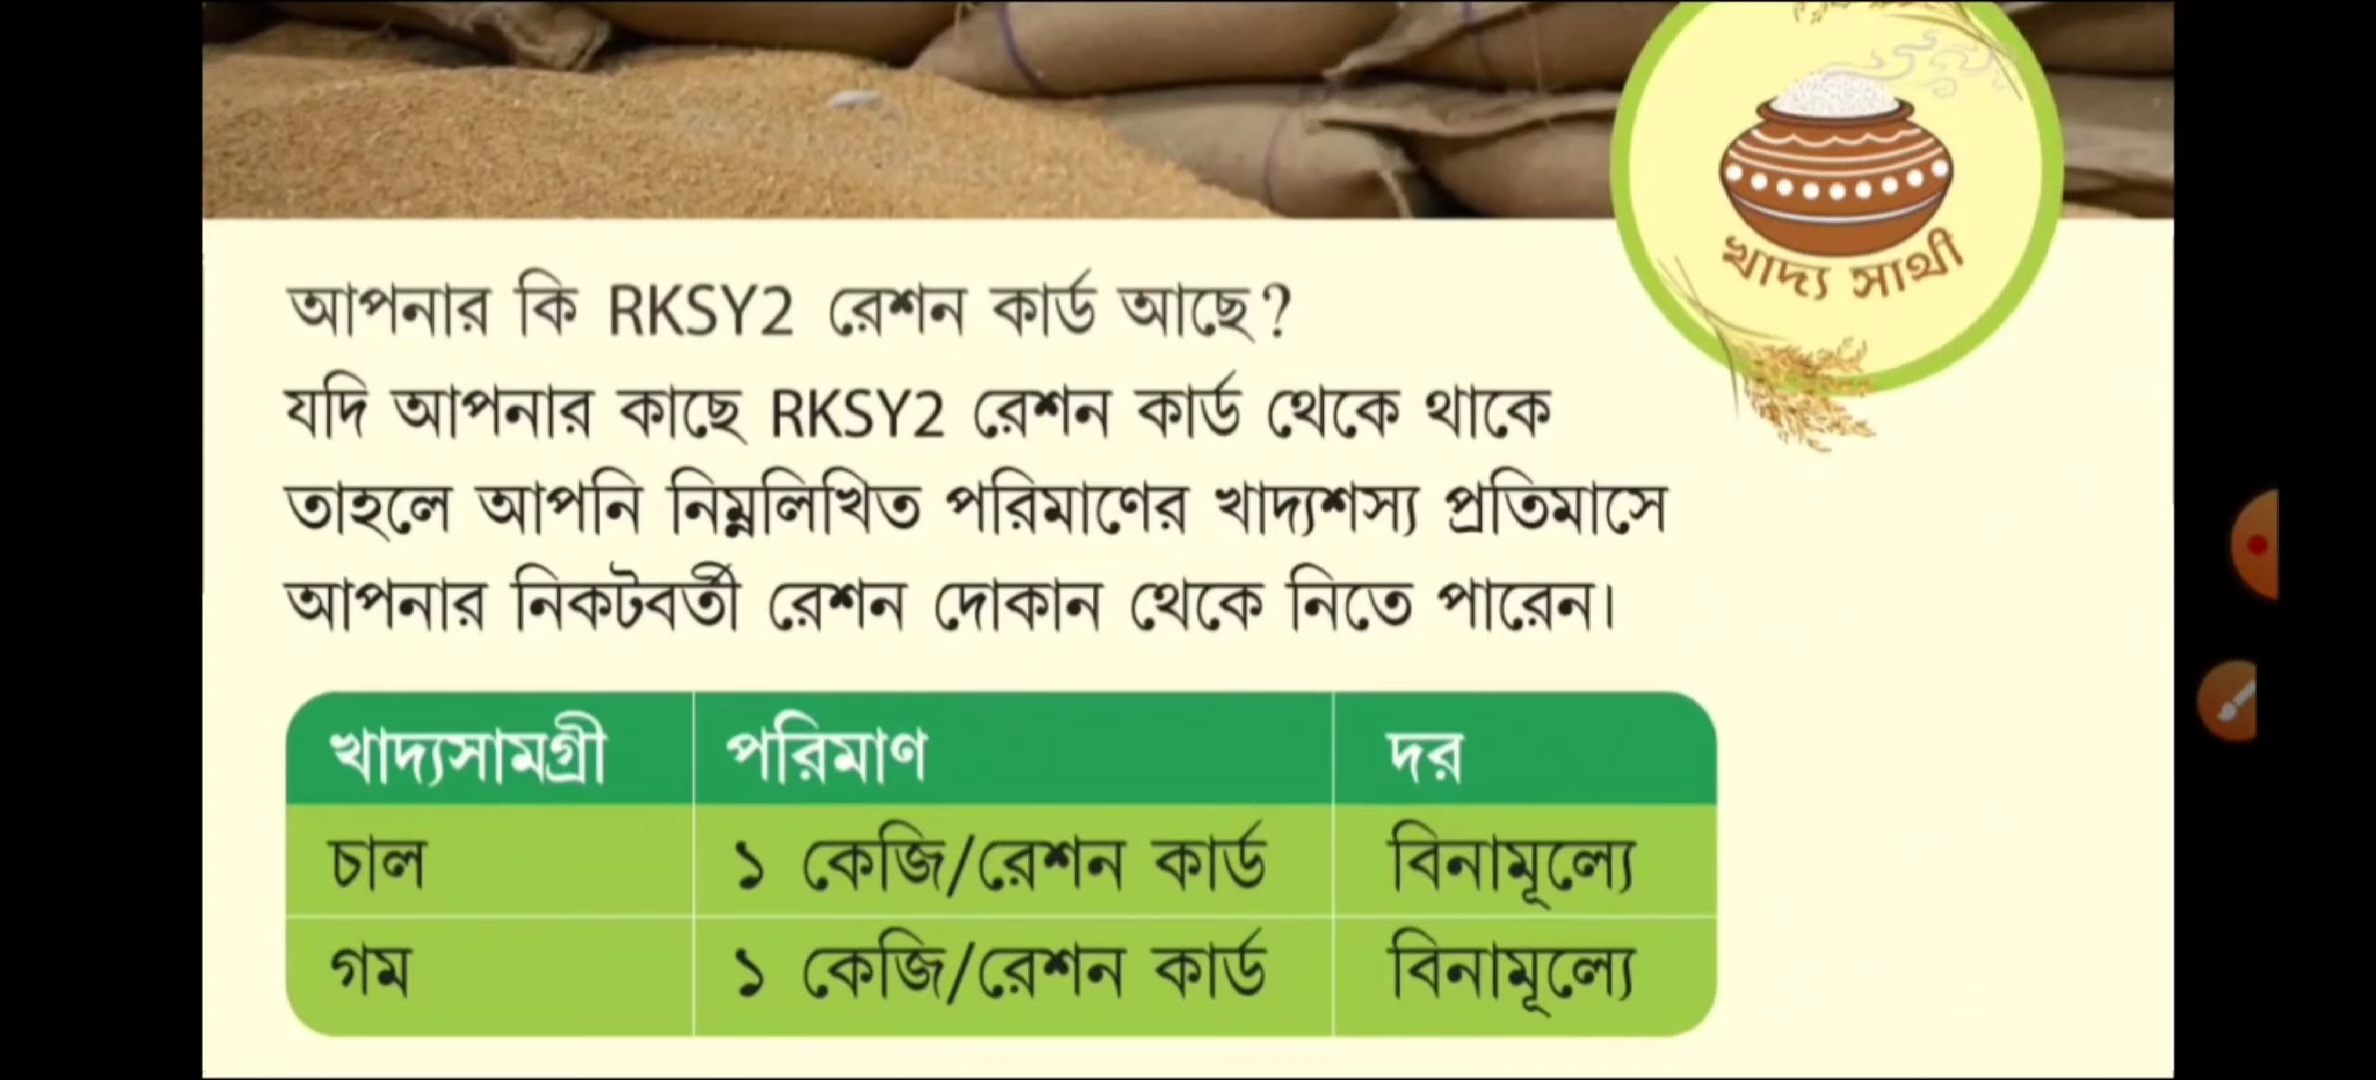 খাদ্য সাথী
আপনার কি RKSY2 রেশন কার্ড আছে?
যদি আপনার কাছে RKSY2 রেশন কার্ড থেকে থাকে
তাহলে আপনি নিম্নলিখিত পরিমাণের খাদ্যশস্য প্রতিমাসে
আপনার নিকটবর্তী রেশন দোকান থেকে নিতে পারেন।
খাদ্যসামগ্রী পরিমাণ দর
চাল ১ কেজি/রেশন কার্ড বিনামূল্যে
গম ১ কেজি/রেশন কার্ড বিনামূল্যে